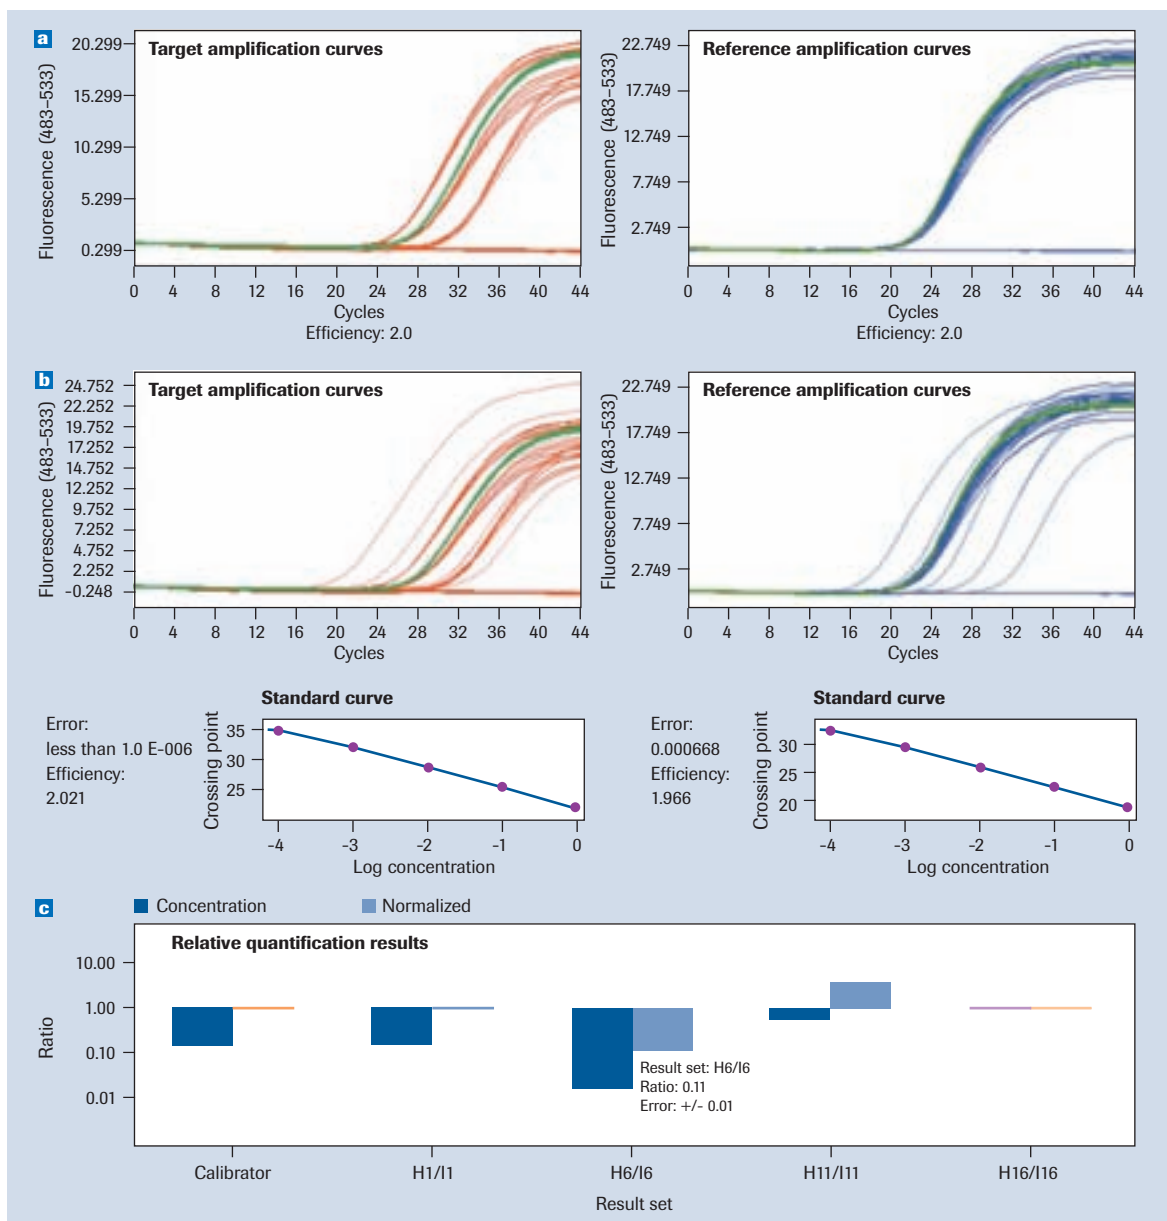 a
Target amplification curves
Fluorescence (483–533)
20.299
15.299
10.299
5.299
0.299
0 4 8 12 16 20 24 28 32 36 40 44
Cycles
Efficiency: 2.0
Reference amplification curves
Fluorescence (483–533)
22.749
17.749
12.749
7.749
2.749
0 4 8 12 16 20 24 28 32 36 40 44
Cycles
Efficiency: 2.0
b
Target amplification curves
Fluorescence (483–533)
24.752
22.252
19.752
17.252
14.752
12.252
9.752
7.252
4.752
2.252
-0.248
0 4 8 12 16 20 24 28 32 36 40 44
Cycles
Reference amplification curves
Fluorescence (483–533)
22.749
17.749
12.749
7.749
2.749
0 4 8 12 16 20 24 28 32 36 40 44
Cycles
Error:
less than 1.0 E-006
Efficiency:
2.021
Standard curve
Crossing point
35
30
25
-4 -3 -2 -1 0
Log concentration
Error:
0.000668
Efficiency:
1.966
Standard curve
Crossing point
30
25
20
-4 -3 -2 -1 0
Log concentration
c
Concentration Normalized
Relative quantification results
Ratio
10.00
1.00
0.10
0.01
Result set: H6/I6
Ratio: 0.11
Error: +/- 0.01
Calibrator H1/I1 H6/I6 H11/I11 H16/I16
Result set